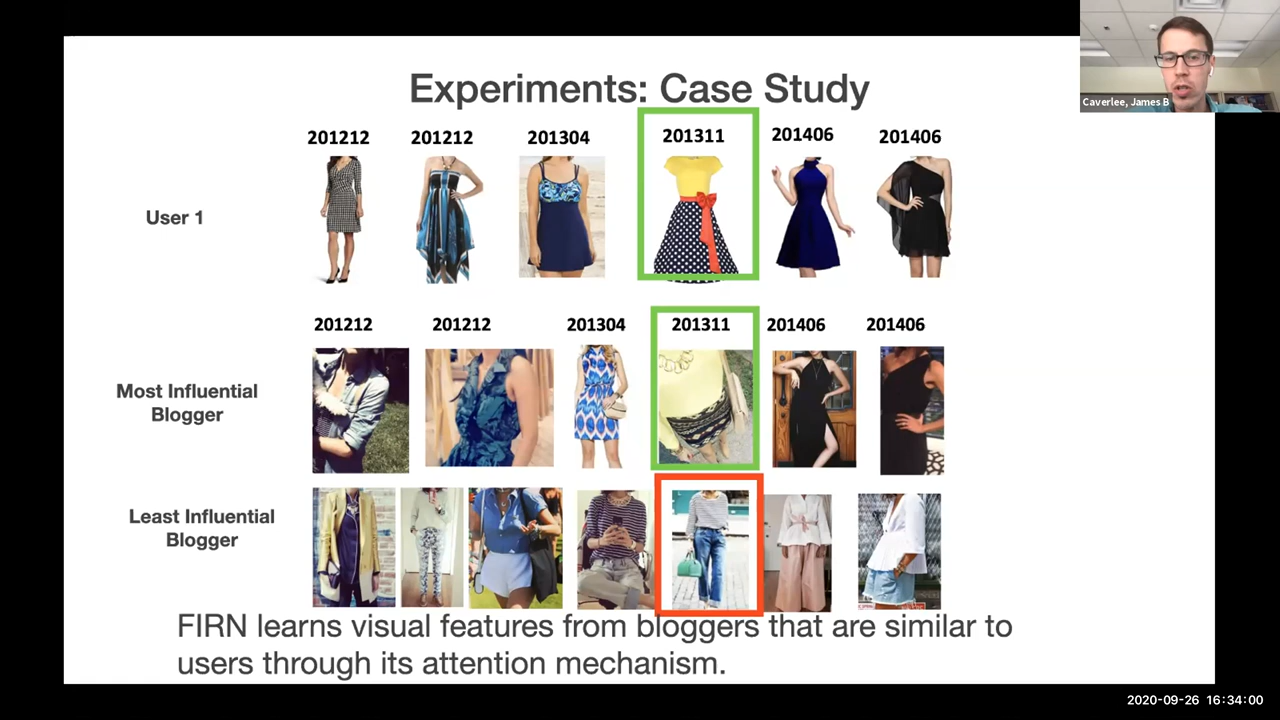 Experiments: Case Study
Caverlee, James B
201212 201212 201304 201311 201406 201406
User 1
201212 201212 201304 201311 201406 201406
Most Influential
Blogger
Least Influential
Blogger
FIRN learns visual features from bloggers that are similar to
users through its attention mechanism.
2020-09-26 16:34:00